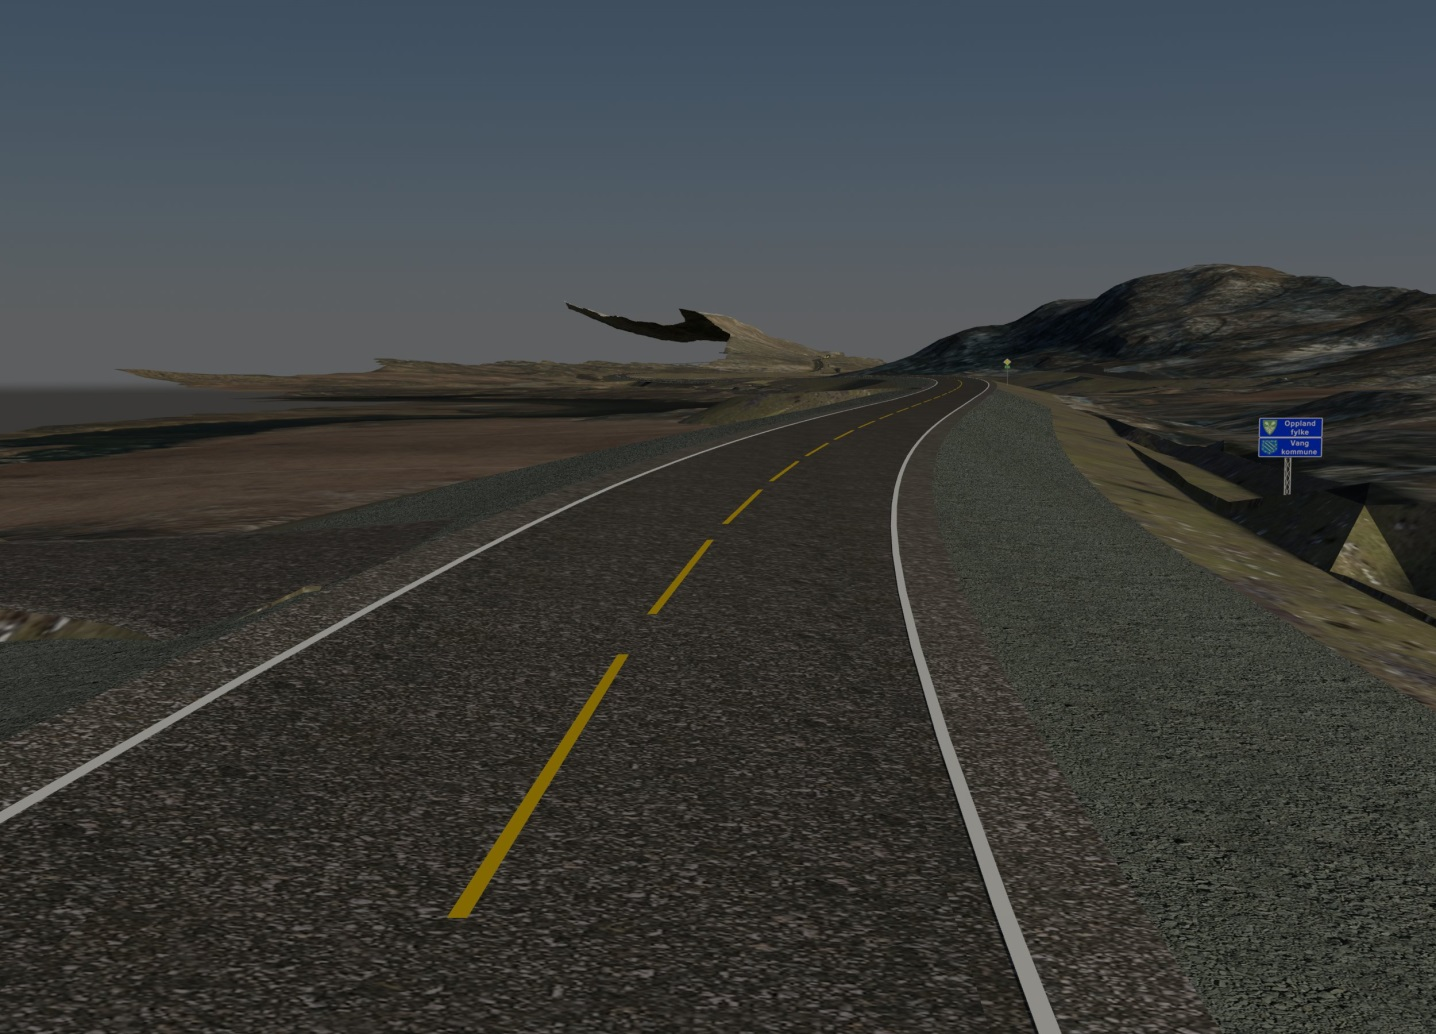 Oppland
fylke
Vang
kommune